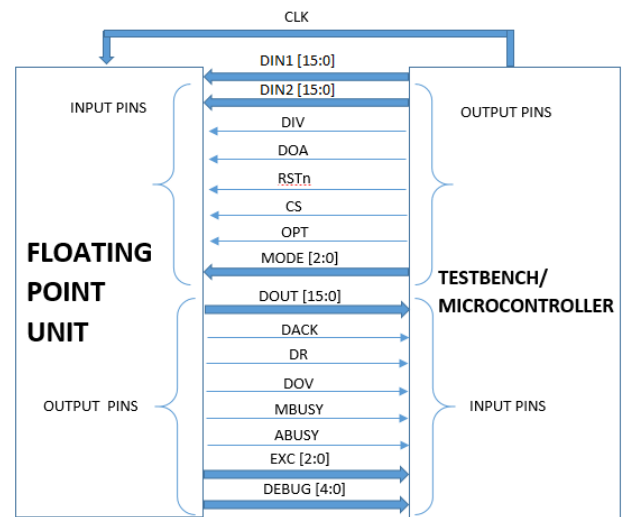 CLK
DIN1 [15:0]
DIN2 [15:0]
INPUT PINS
OUTPUT PINS
DIV
DOA
RSTn
CS
OPT
MODE [2:0]
FLOATING
POINT
UNIT
TESTBENCH/
MICROCONTROLLER
DOUT [15:0]
DACK
DR
DOV
MBUSY
ABUSY
OUTPUT PINS
INPUT PINS
EXC [2:0]
DEBUG [4:0]